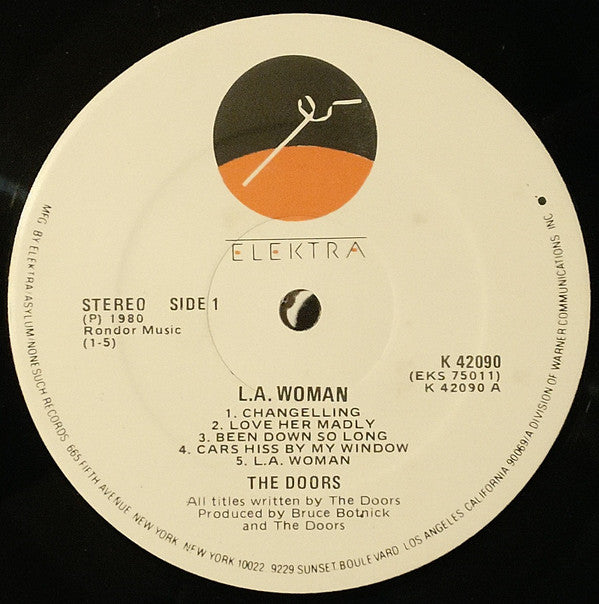 ELEKTRA
STEREO SIDE 1
(P) 1980
Rondor Music
(1-5)
K 42090
(EKS 75011)
K 42090 A
L.A. WOMAN
1. CHANGELLING
2. LOVE HER MADLY
3. BEEN DOWN SO LONG
4. CARS HISS BY MY WINDOW
5. L.A. WOMAN
THE DOORS
All titles written by The Doors
Produced by Bruce Botnick
and The Doors
MFG. BY ELEKTRA/ASYLUM/NONESUCH RECORDS. 665 FIFTH AVENUE. NEW YORK. NEW YORK 10022. 9229 SUNSET BOULEVARD. LOS ANGELES. CALIFORNIA 90069/A DIVISION OF WARNER COMMUNICATIONS INC